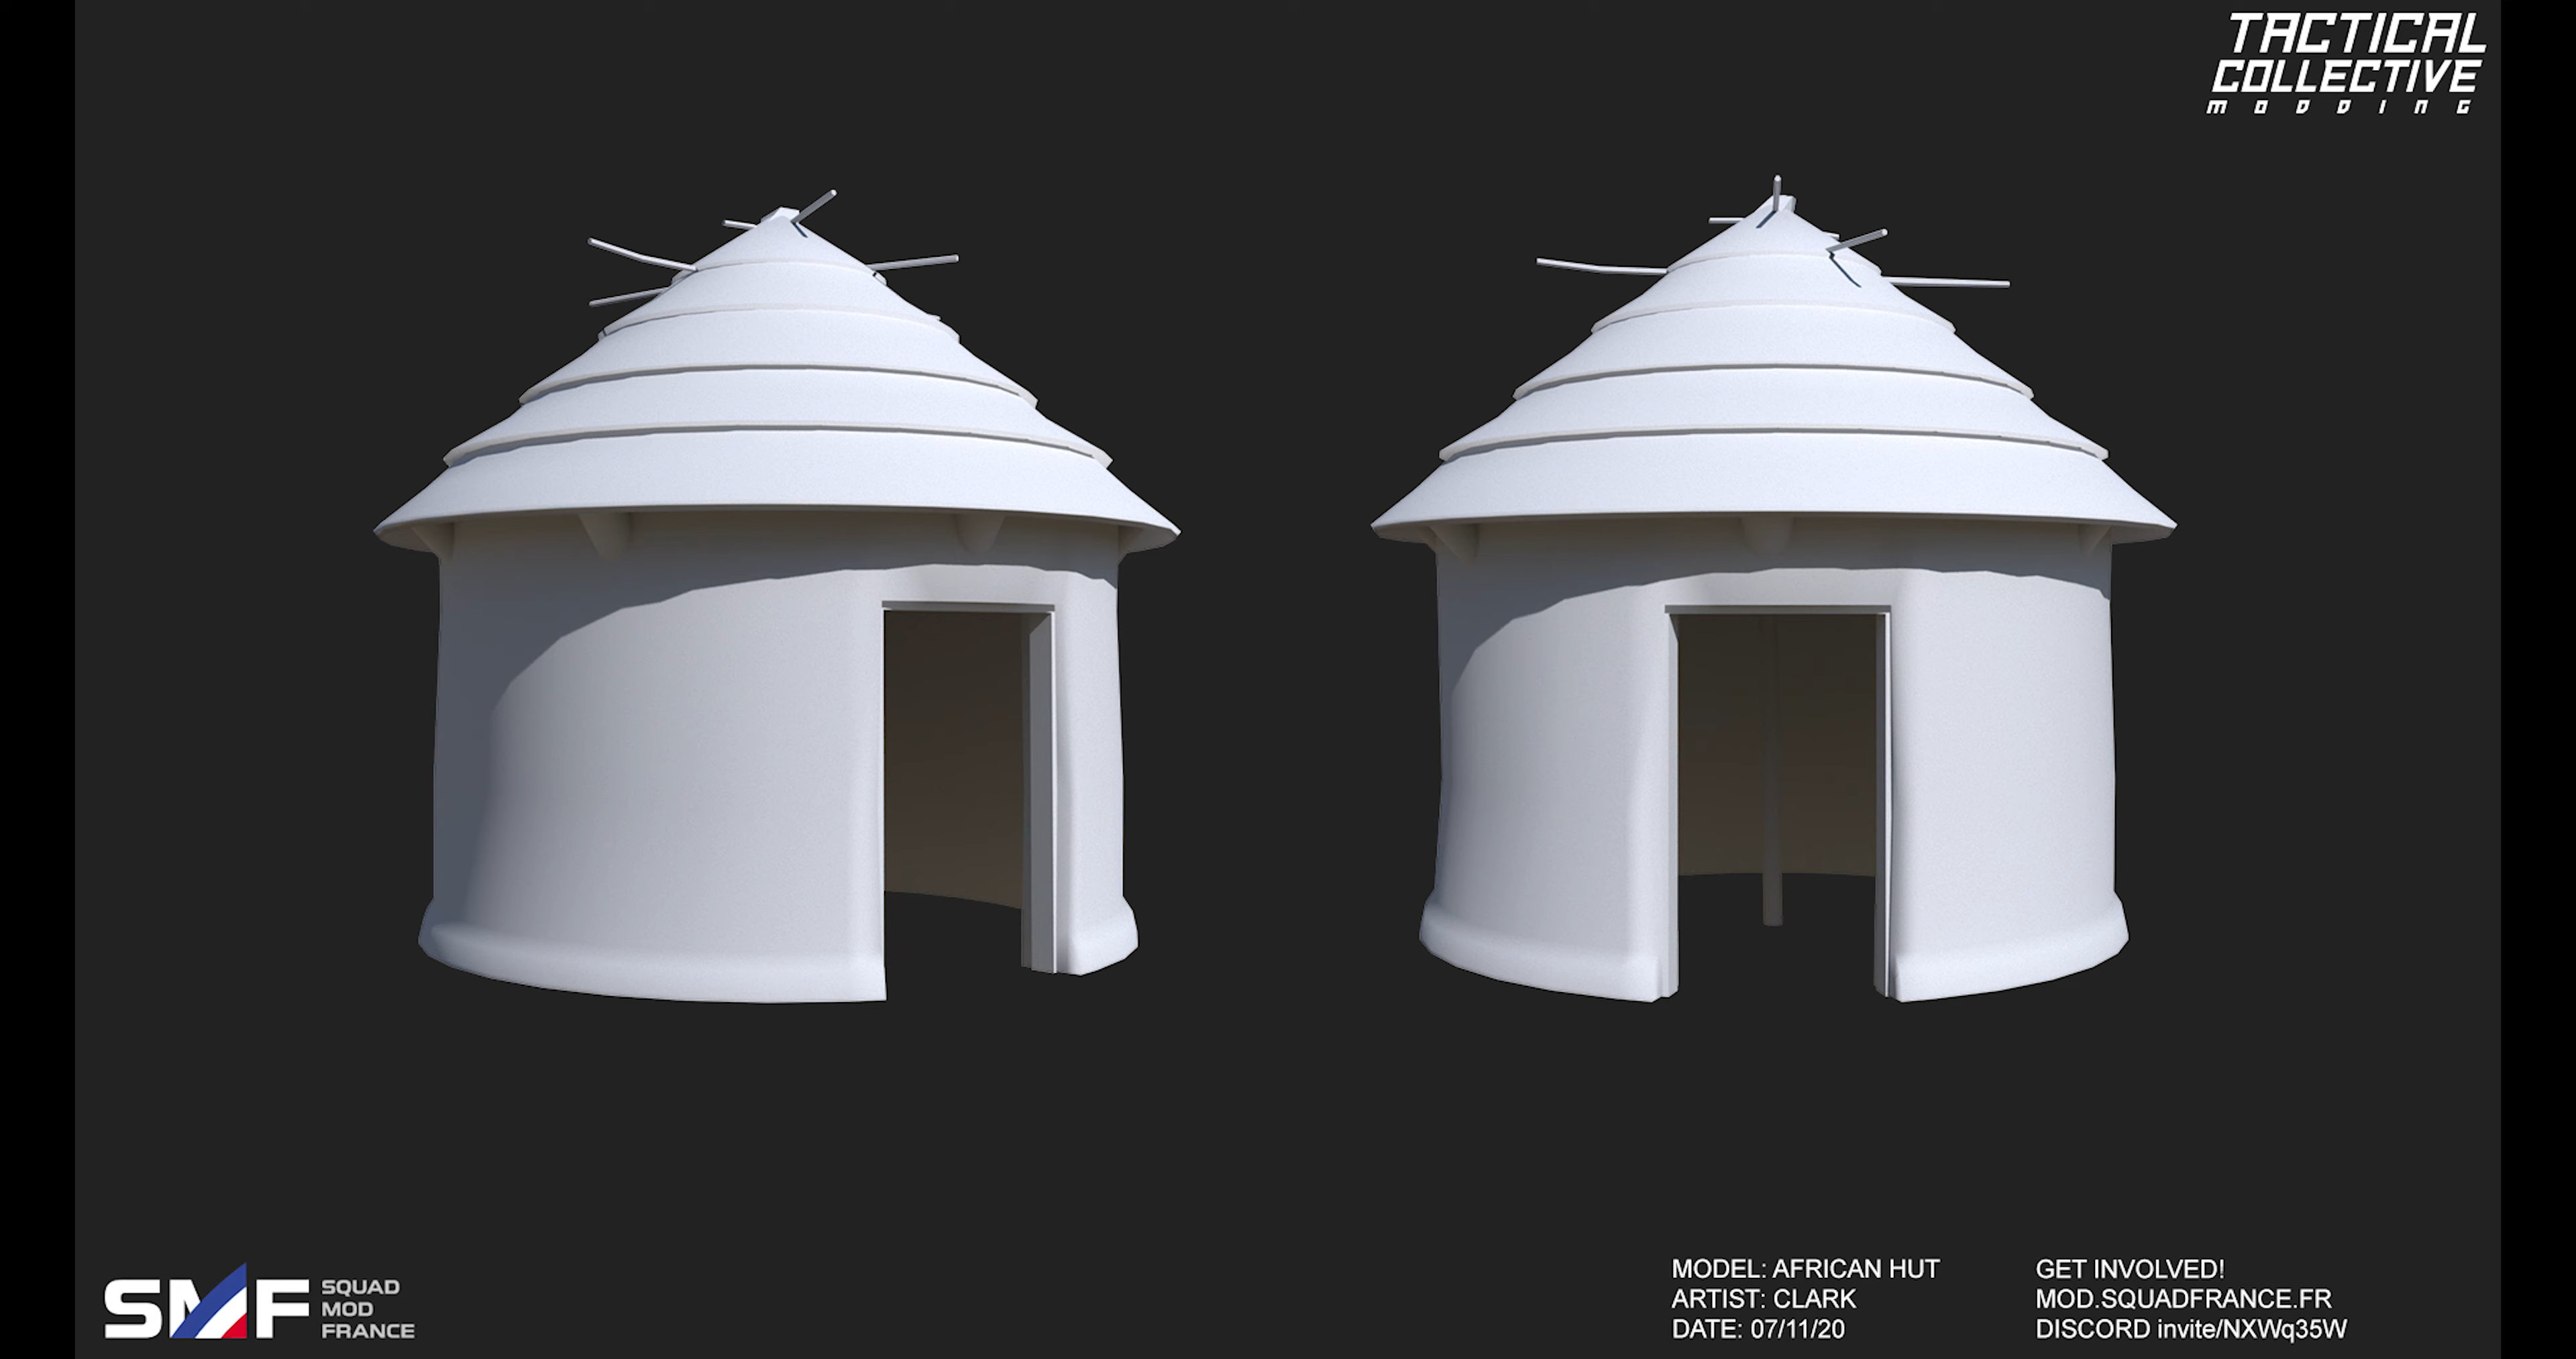 TACTICAL
COLLECTIVE
MODDING
SMF
SQUAD
MOD
FRANCE
MODEL: AFRICAN HUT
ARTIST: CLARK
DATE: 07/11/20
GET INVOLVED!
MOD.SQUADFRANCE.FR
DISCORD invite/NXWq35W